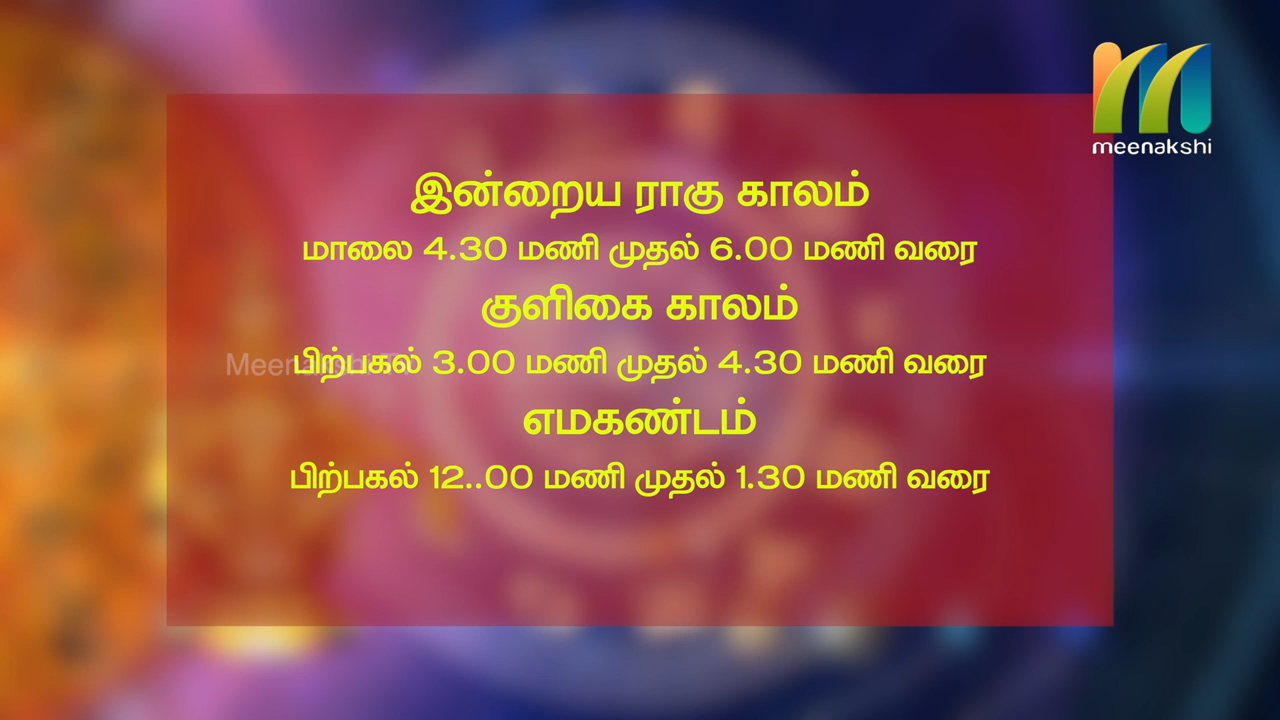 meenakshi
இன்றைய ராகு காலம்
மாலை 4.30 மணி முதல் 6.00 மணி வரை
குளிகை காலம்
Meenakshi
பிற்பகல் 3.00 மணி முதல் 4.30 மணி வரை
எமகண்டம்
பிற்பகல் 12..00 மணி முதல் 1.30 மணி வரை